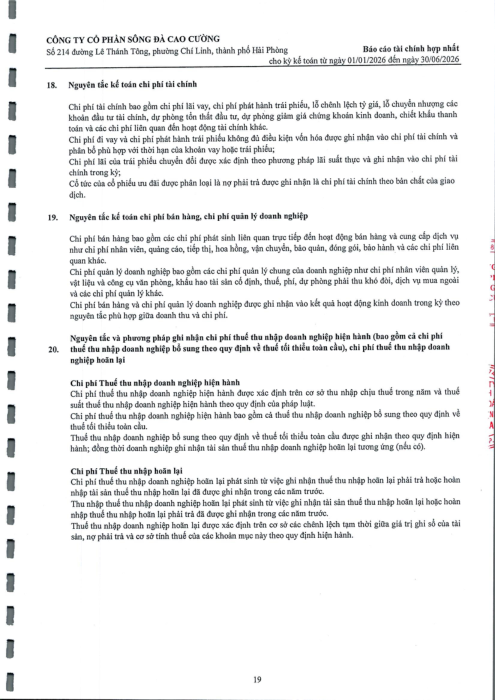 CÔNG TY CỔ PHẦN SÔNG ĐÀ CAO CƯỜNG
Số 214 đường Lê Thánh Tông, phường Chí Linh, thành phố Hải Phòng
Báo cáo tài chính hợp nhất
cho kỳ kế toán từ ngày 01/01/2026 đến ngày 30/06/2026
18. Nguyên tắc kế toán chi phí tài chính
Chi phí tài chính bao gồm chi phí lãi vay, chi phí phát hành trái phiếu, lỗ chênh lệch tỷ giá, lỗ chuyển nhượng các
khoản đầu tư tài chính, dự phòng tổn thất đầu tư, dự phòng giảm giá chứng khoán kinh doanh, chiết khấu thanh
toán và các chi phí liên quan đến hoạt động tài chính khác.
Chi phí đi vay và chi phí phát hành trái phiếu không đủ điều kiện vốn hóa được ghi nhận vào chi phí tài chính và
phân bổ phù hợp với thời hạn của khoản vay hoặc trái phiếu;
Chi phí lãi của trái phiếu chuyển đổi được xác định theo phương pháp lãi suất thực và ghi nhận vào chi phí tài
chính trong kỳ;
Cổ tức của cổ phiếu ưu đãi được phân loại là nợ phải trả được ghi nhận là chi phí tài chính theo bản chất của giao
dịch.
19. Nguyên tắc kế toán chi phí bán hàng, chi phí quản lý doanh nghiệp
Chi phí bán hàng bao gồm các chi phí phát sinh liên quan trực tiếp đến hoạt động bán hàng và cung cấp dịch vụ
như chi phí nhân viên, quảng cáo, tiếp thị, hoa hồng, vận chuyển, bảo quản, đóng gói, bảo hành và các chi phí liên
quan khác.
Chi phí quản lý doanh nghiệp bao gồm các chi phí quản lý chung của doanh nghiệp như chi phí nhân viên quản lý,
vật liệu và công cụ văn phòng, khấu hao tài sản cố định, thuế, phí, dự phòng phải thu khó đòi, dịch vụ mua ngoài
và các chi phí quản lý khác.
Chi phí bán hàng và chi phí quản lý doanh nghiệp được ghi nhận vào kết quả hoạt động kinh doanh trong kỳ theo
nguyên tắc phù hợp giữa doanh thu và chi phí.
Nguyên tắc và phương pháp ghi nhận chi phí thuế thu nhập doanh nghiệp hiện hành (bao gồm cả chi phí
20. thuế thu nhập doanh nghiệp bổ sung theo quy định về thuế tối thiểu toàn cầu), chi phí thuế thu nhập doanh
nghiệp hoãn lại
Chi phí Thuế thu nhập doanh nghiệp hiện hành
Chi phí thuế thu nhập doanh nghiệp hiện hành được xác định trên cơ sở thu nhập chịu thuế trong năm và thuế
suất thuế thu nhập doanh nghiệp hiện hành theo quy định của pháp luật.
Chi phí thuế thu nhập doanh nghiệp hiện hành bao gồm cả thuế thu nhập doanh nghiệp bổ sung theo quy định về
thuế tối thiểu toàn cầu.
Thuế thu nhập doanh nghiệp bổ sung theo quy định về thuế tối thiểu toàn cầu được ghi nhận theo quy định hiện
hành; đồng thời doanh nghiệp ghi nhận tài sản thuế thu nhập doanh nghiệp hoãn lại tương ứng (nếu có).
Chi phí Thuế thu nhập hoãn lại
Chi phí thuế thu nhập doanh nghiệp hoãn lại phát sinh từ việc ghi nhận thuế thu nhập hoãn lại phải trả hoặc hoàn
nhập tài sản thuế thu nhập hoãn lại đã được ghi nhận trong các năm trước.
Thu nhập thuế thu nhập doanh nghiệp hoãn lại phát sinh từ việc ghi nhận tài sản thuế thu nhập hoãn lại hoặc hoàn
nhập thuế thu nhập hoãn lại phải trả đã được ghi nhận trong các năm trước.
Thuế thu nhập doanh nghiệp hoãn lại được xác định trên cơ sở các chênh lệch tạm thời giữa giá trị ghi sổ của tài
sản, nợ phải trả và cơ sở tính thuế của các khoản mục này theo quy định hiện hành.
19